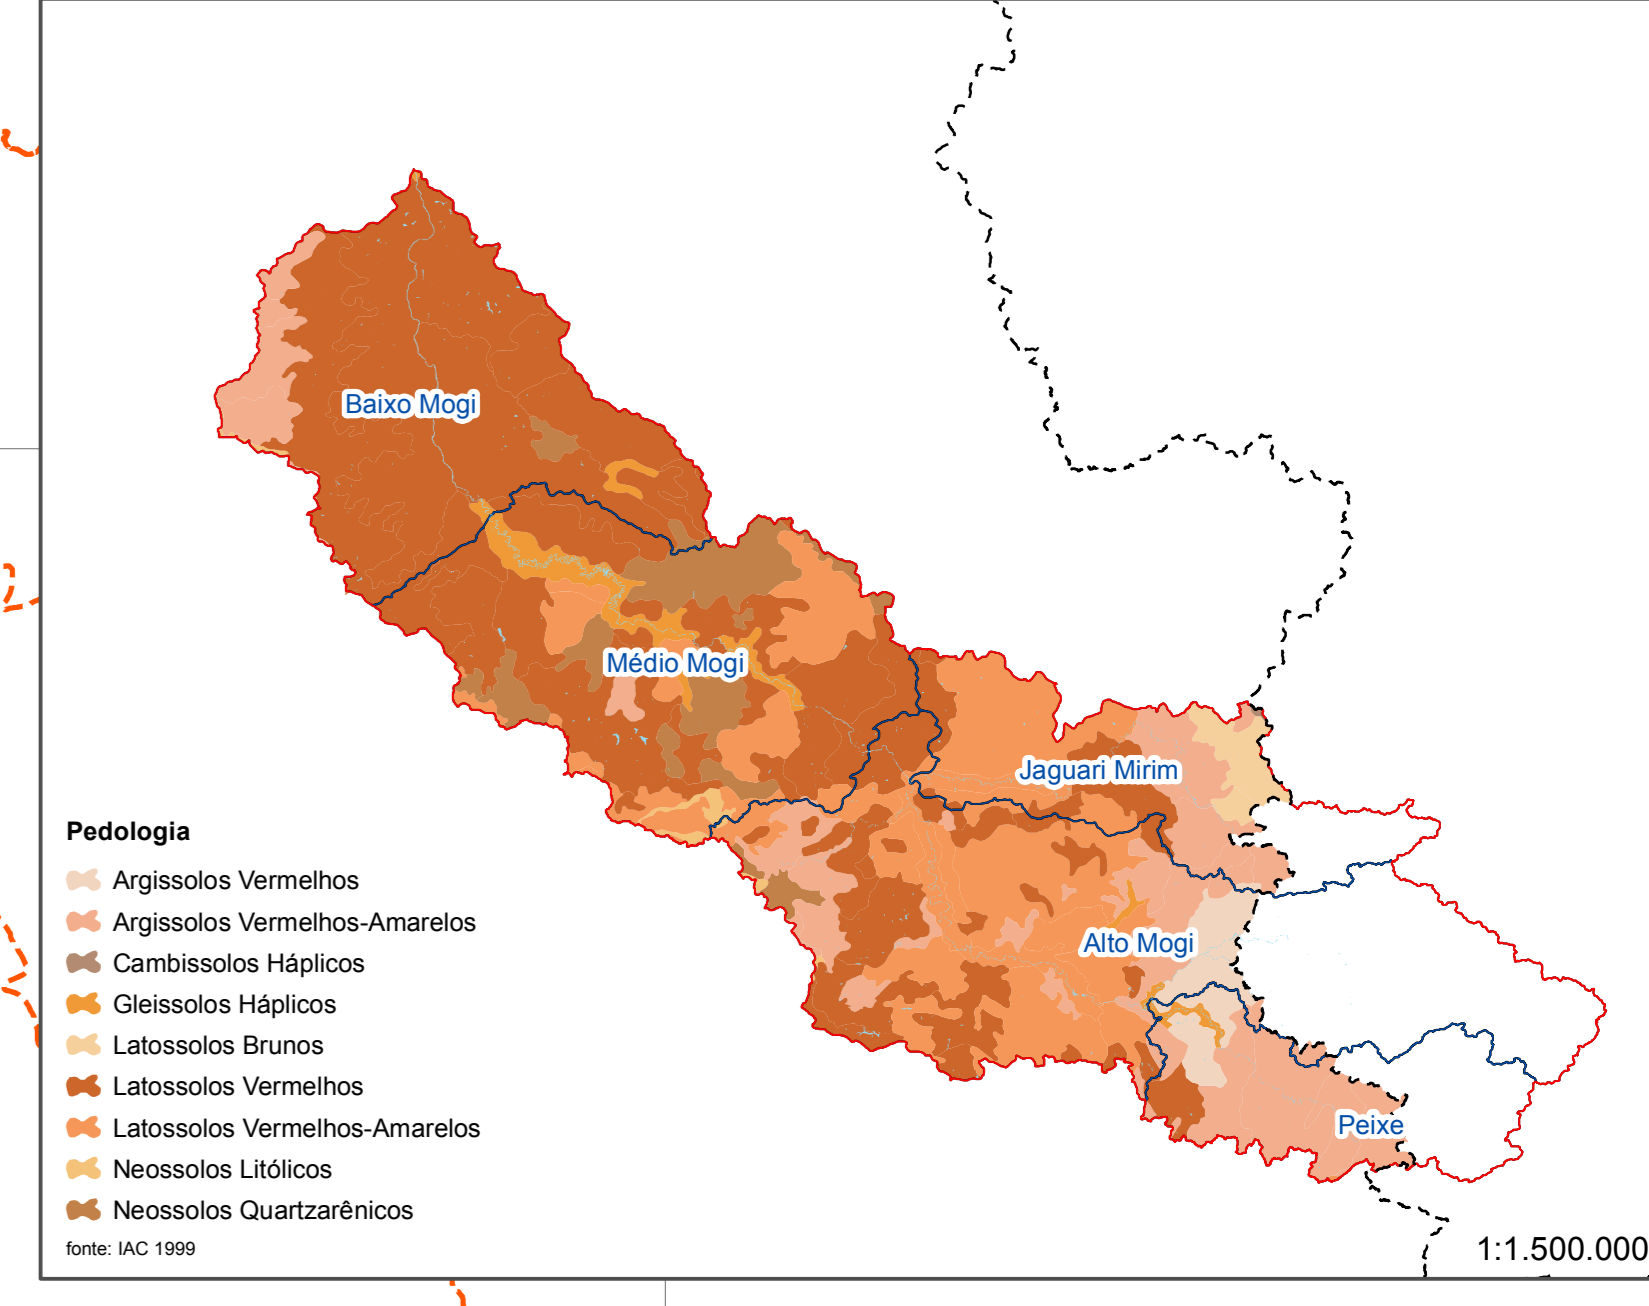 Baixo Mogi
Médio Mogi
Jaguari Mirim
Alto Mogi
Peixe
Pedologia
Argissolos Vermelhos
Argissolos Vermelhos-Amarelos
Cambissolos Háplicos
Gleissolos Háplicos
Latossolos Brunos
Latossolos Vermelhos
Latossolos Vermelhos-Amarelos
Neossolos Litólicos
Neossolos Quartzarênicos
fonte: IAC 1999
1:1.500.000